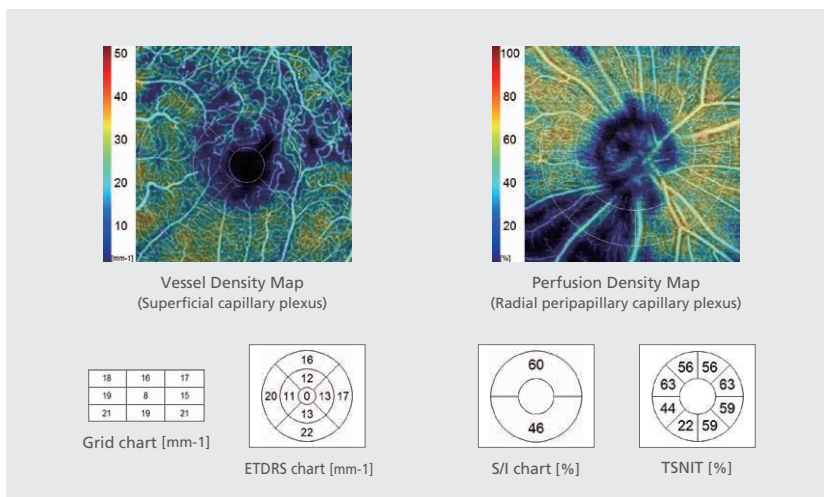 50
40
30
20
10
[mm-1]
100
80
60
40
20
[%]
Vessel Density Map
(Superficial capillary plexus)
Perfusion Density Map
(Radial peripapillary capillary plexus)
18 16 17
19 8 15
21 19 21
Grid chart [mm-1]
16
12
20 11 0 13 17
13
22
ETDRS chart [mm-1]
60
46
S/I chart [%]
56 56
63 63
44 59
22 59
TSNIT [%]